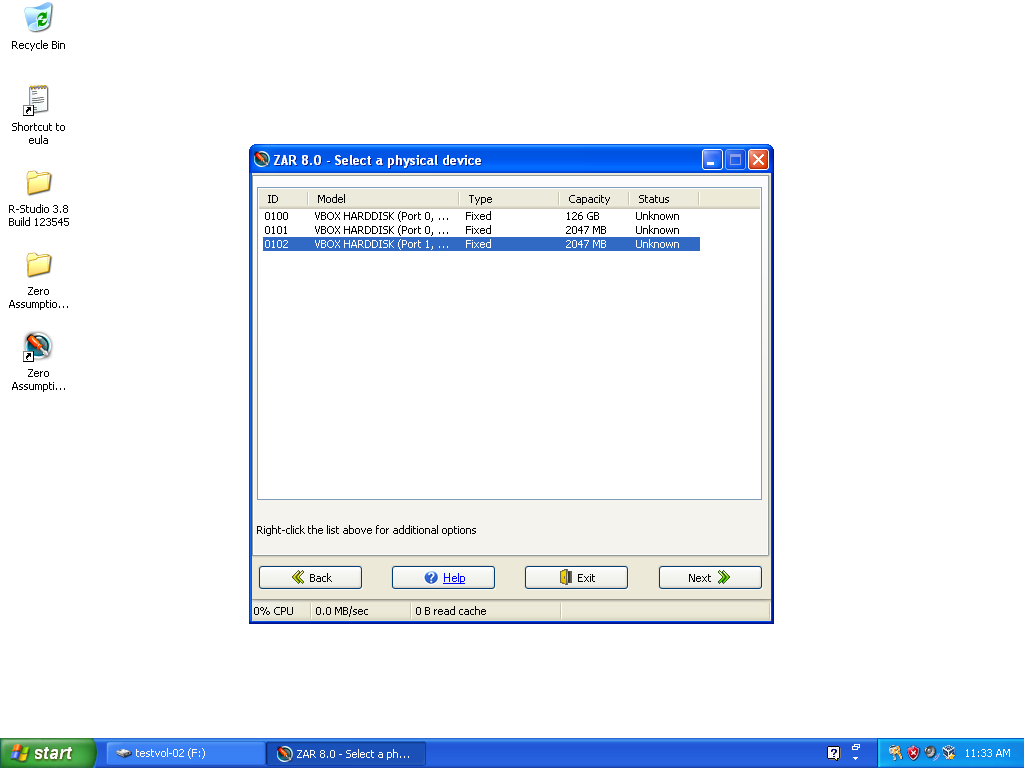 Recycle Bin
Shortcut to
eula
R-Studio 3.8
Build 123545
Zero
Assumptio...
Zero
Assumpti...
ZAR 8.0 - Select a physical device
ID Model Type Capacity Status
0100 VBOX HARDDISK (Port 0, ... Fixed 126 GB Unknown
0101 VBOX HARDDISK (Port 0, ... Fixed 2047 MB Unknown
0102 VBOX HARDDISK (Port 1, ... Fixed 2047 MB Unknown
Right-click the list above for additional options
Back Help Exit Next
0% CPU 0.0 MB/sec 0 B read cache
start testvol-02 (F:) ZAR 8.0 - Select a ph... 11:33 AM